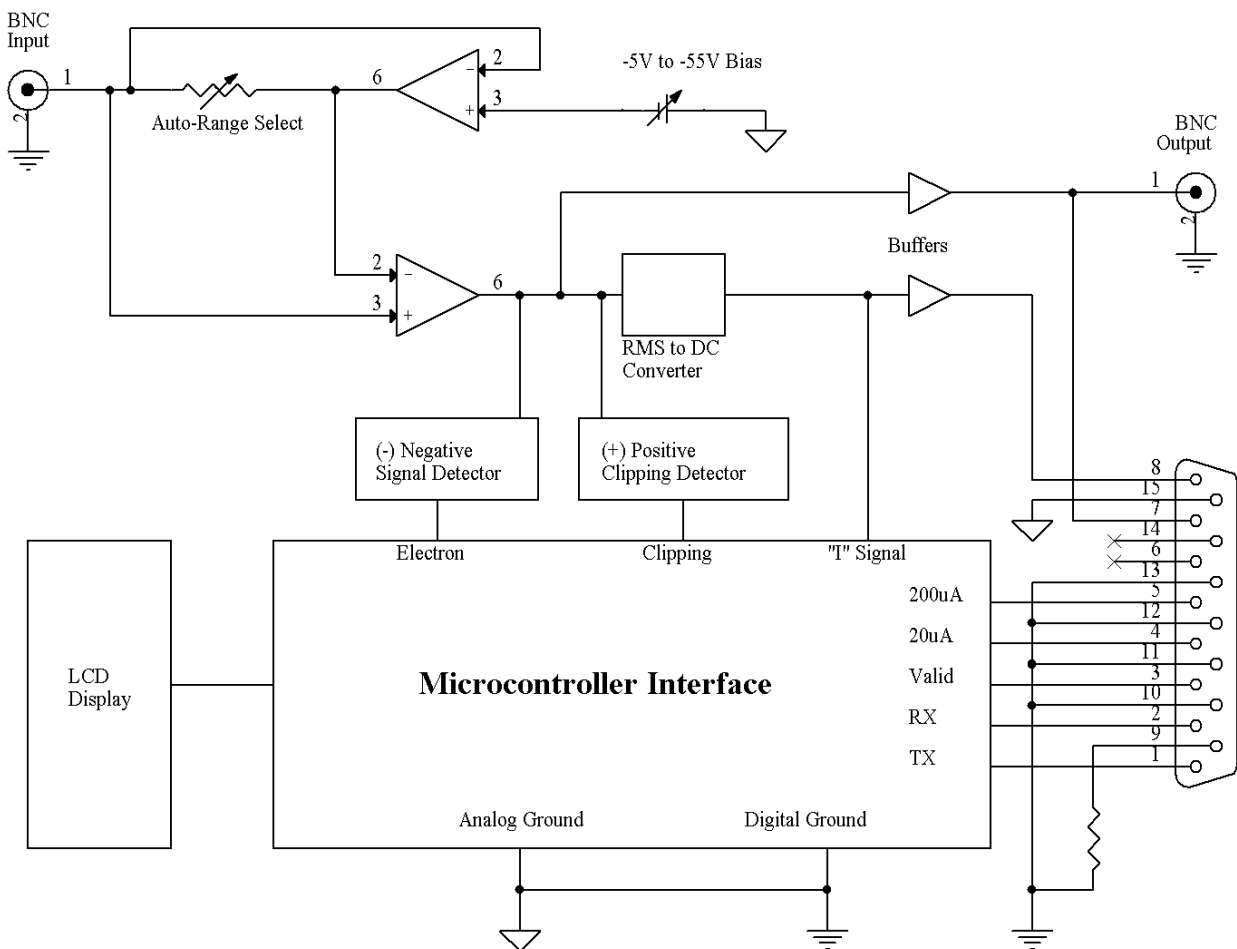 BNC
Input
1
2
Auto-Range Select
6
2
−
3
+
-5V to -55V Bias
BNC
Output
1
2
2
−
3
+
6
Buffers
RMS to DC
Converter
(-) Negative
Signal Detector
(+) Positive
Clipping Detector
Electron
Clipping
"I" Signal
LCD
Display
Microcontroller Interface
200uA
20uA
Valid
RX
TX
Analog Ground
Digital Ground
8
15
7
14
6
13
5
12
4
11
3
10
2
9
1